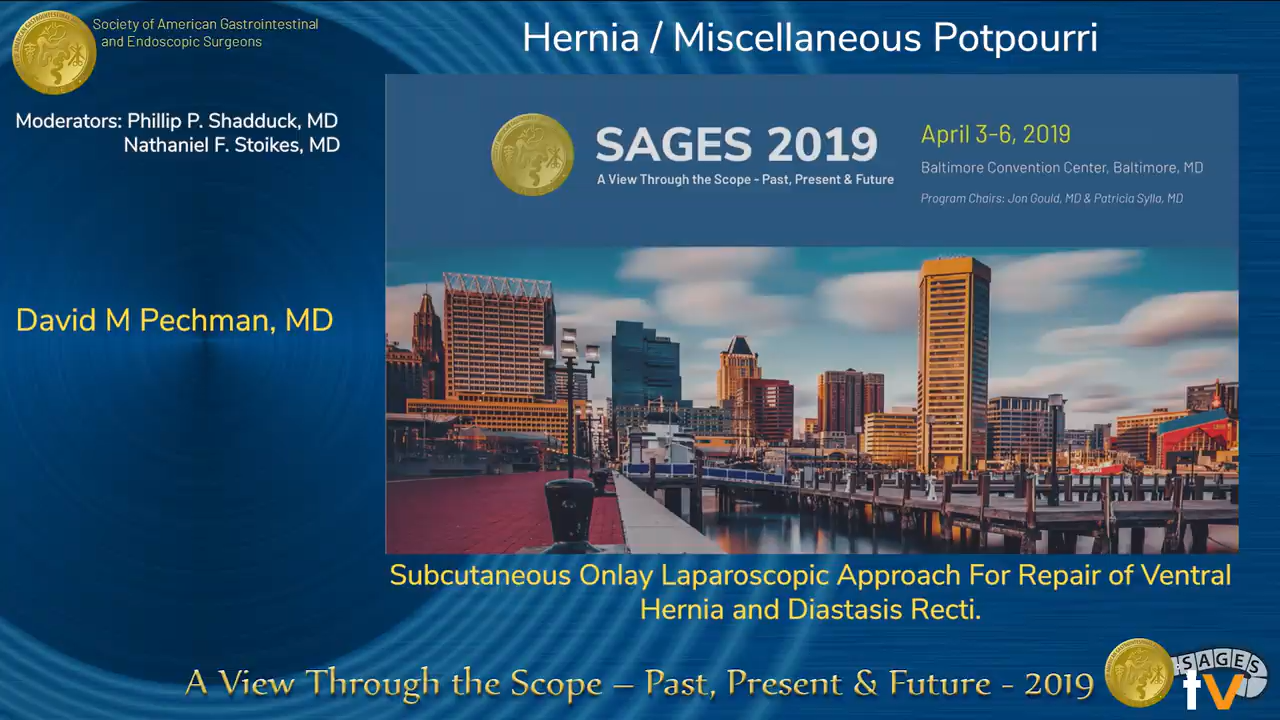 Society of American Gastrointestinal
and Endoscopic Surgeons
Hernia / Miscellaneous Potpourri
Moderators: Phillip P. Shadduck, MD
Nathaniel F. Stoikes, MD
SAGES 2019
A View Through the Scope - Past, Present & Future
April 3-6, 2019
Baltimore Convention Center, Baltimore, MD
Program Chairs: Jon Gould, MD & Patricia Sylla, MD
David M Pechman, MD
Subcutaneous Onlay Laparoscopic Approach For Repair of Ventral
Hernia and Diastasis Recti.
A View Through the Scope – Past, Present & Future - 2019
SAGES
tv